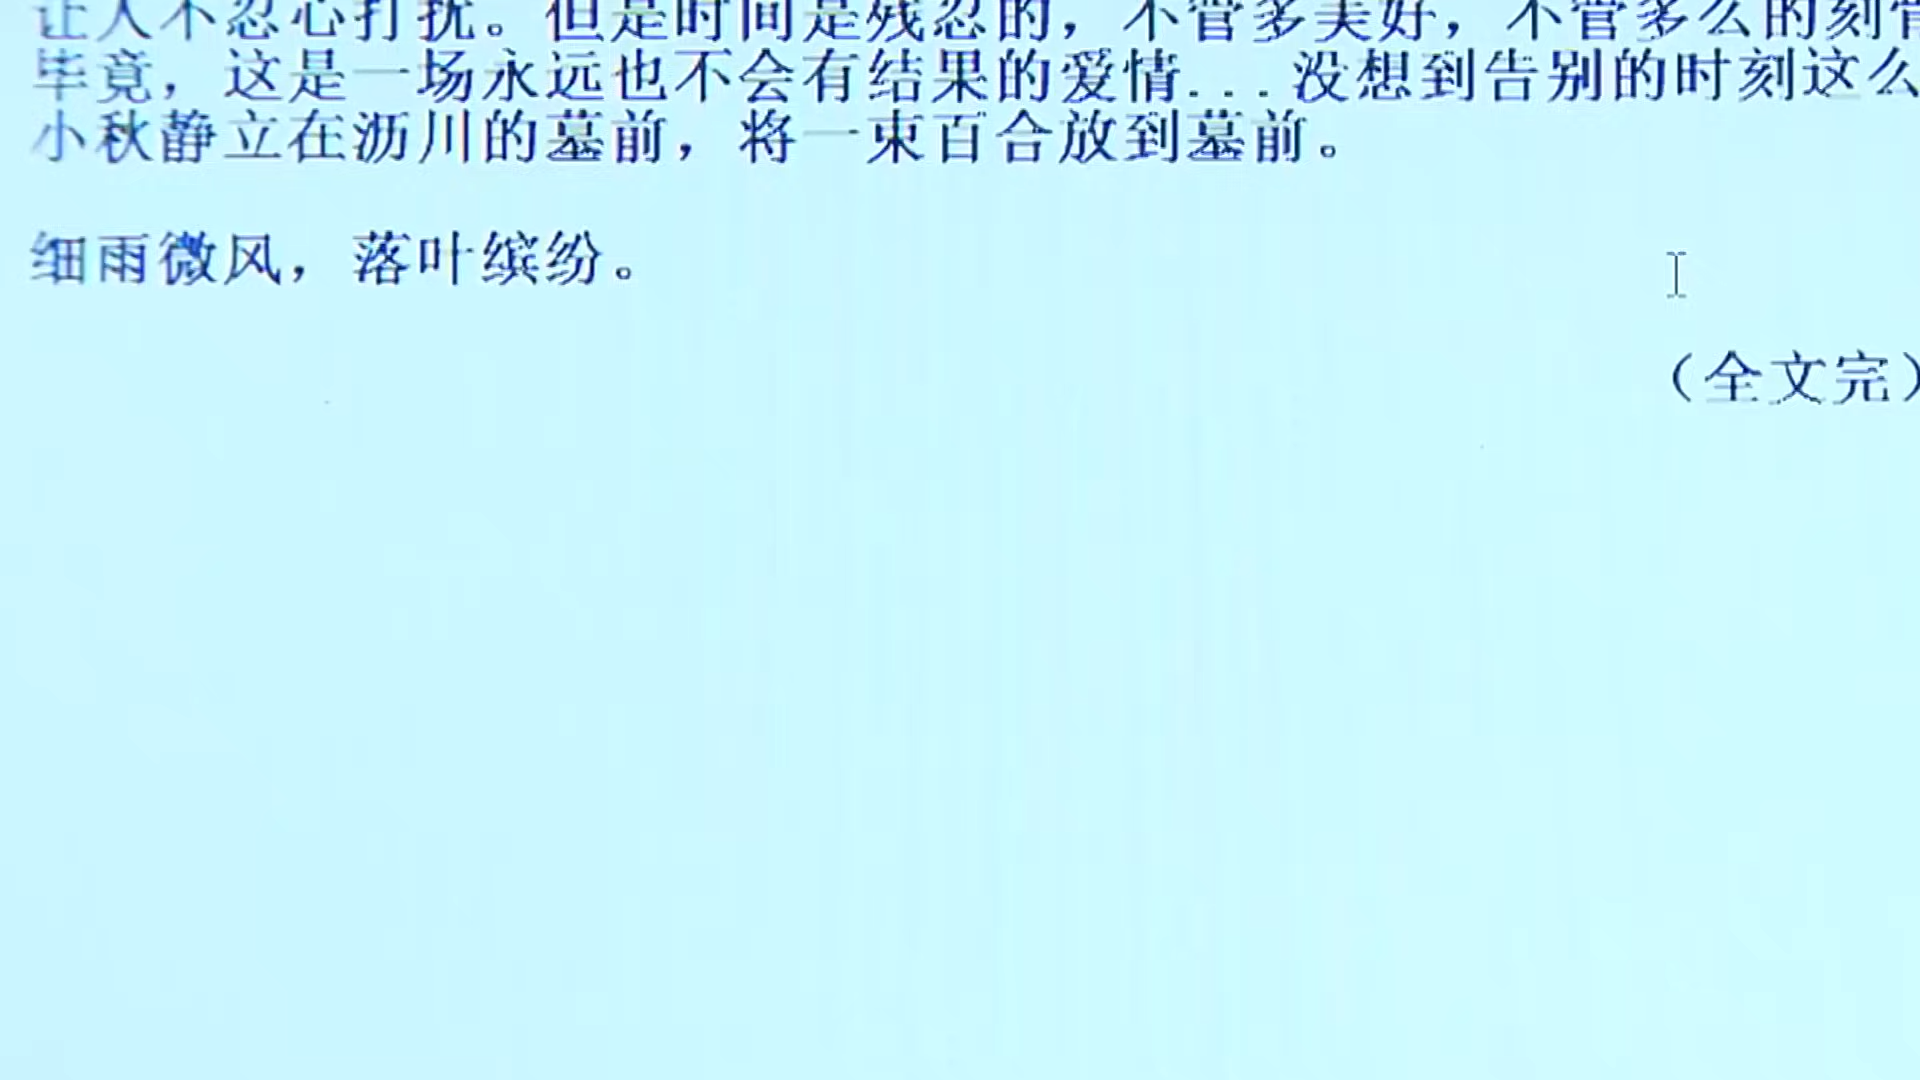 让人不忍心打扰。但是时间是残忍的，不管多美好，不管多么的刻骨
毕竟，这是一场永远也不会有结果的爱情...没想到告别的时刻这么
小秋静立在沥川的墓前，将一束百合放到墓前。
细雨微风，落叶缤纷。
（全文完）